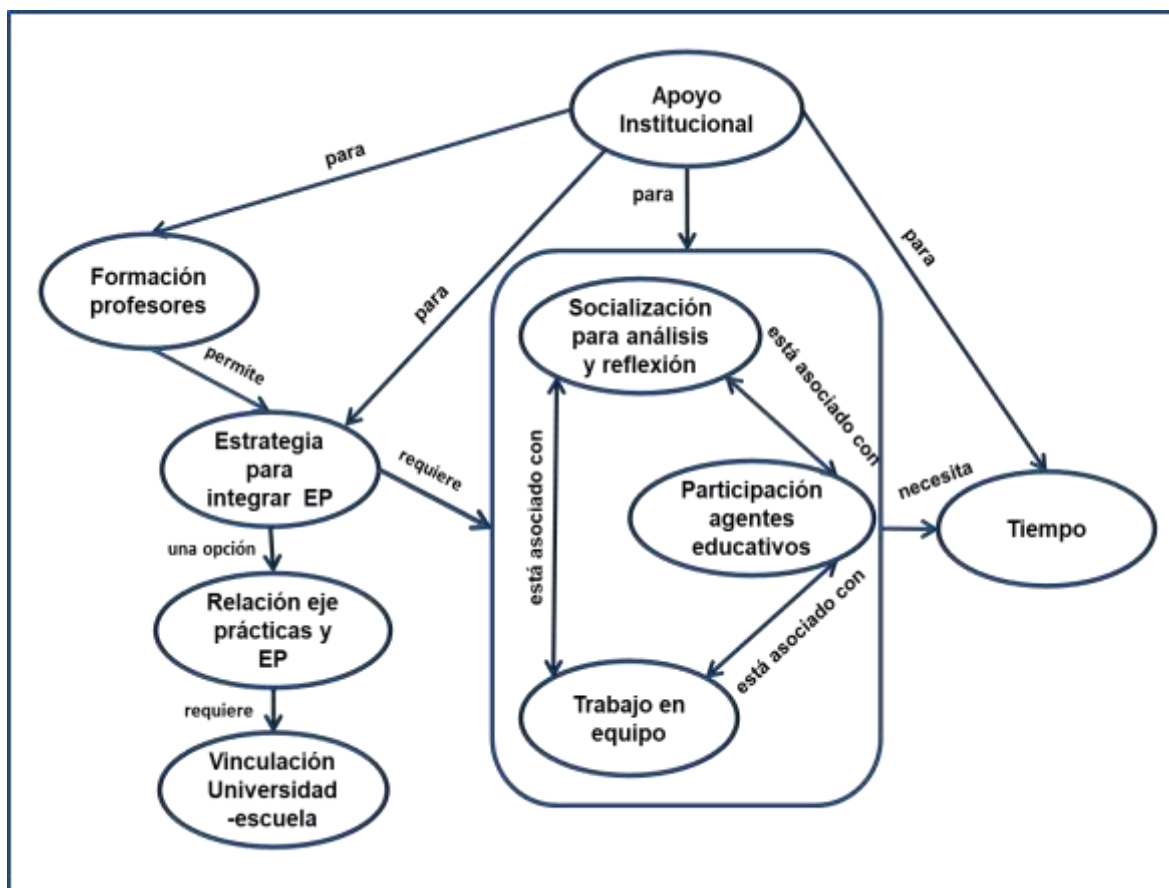 Apoyo
Institucional
para
para
para
para
Formación
profesores
permite
Estrategia
para
integrar EP
requiere
una opción
Relación eje
prácticas y
EP
requiere
Vinculación
Universidad
-escuela
Socialización
para análisis
y reflexión
está asociado con
está asociado con
Participación
agentes
educativos
está asociado con
Trabajo en
equipo
necesita
Tiempo